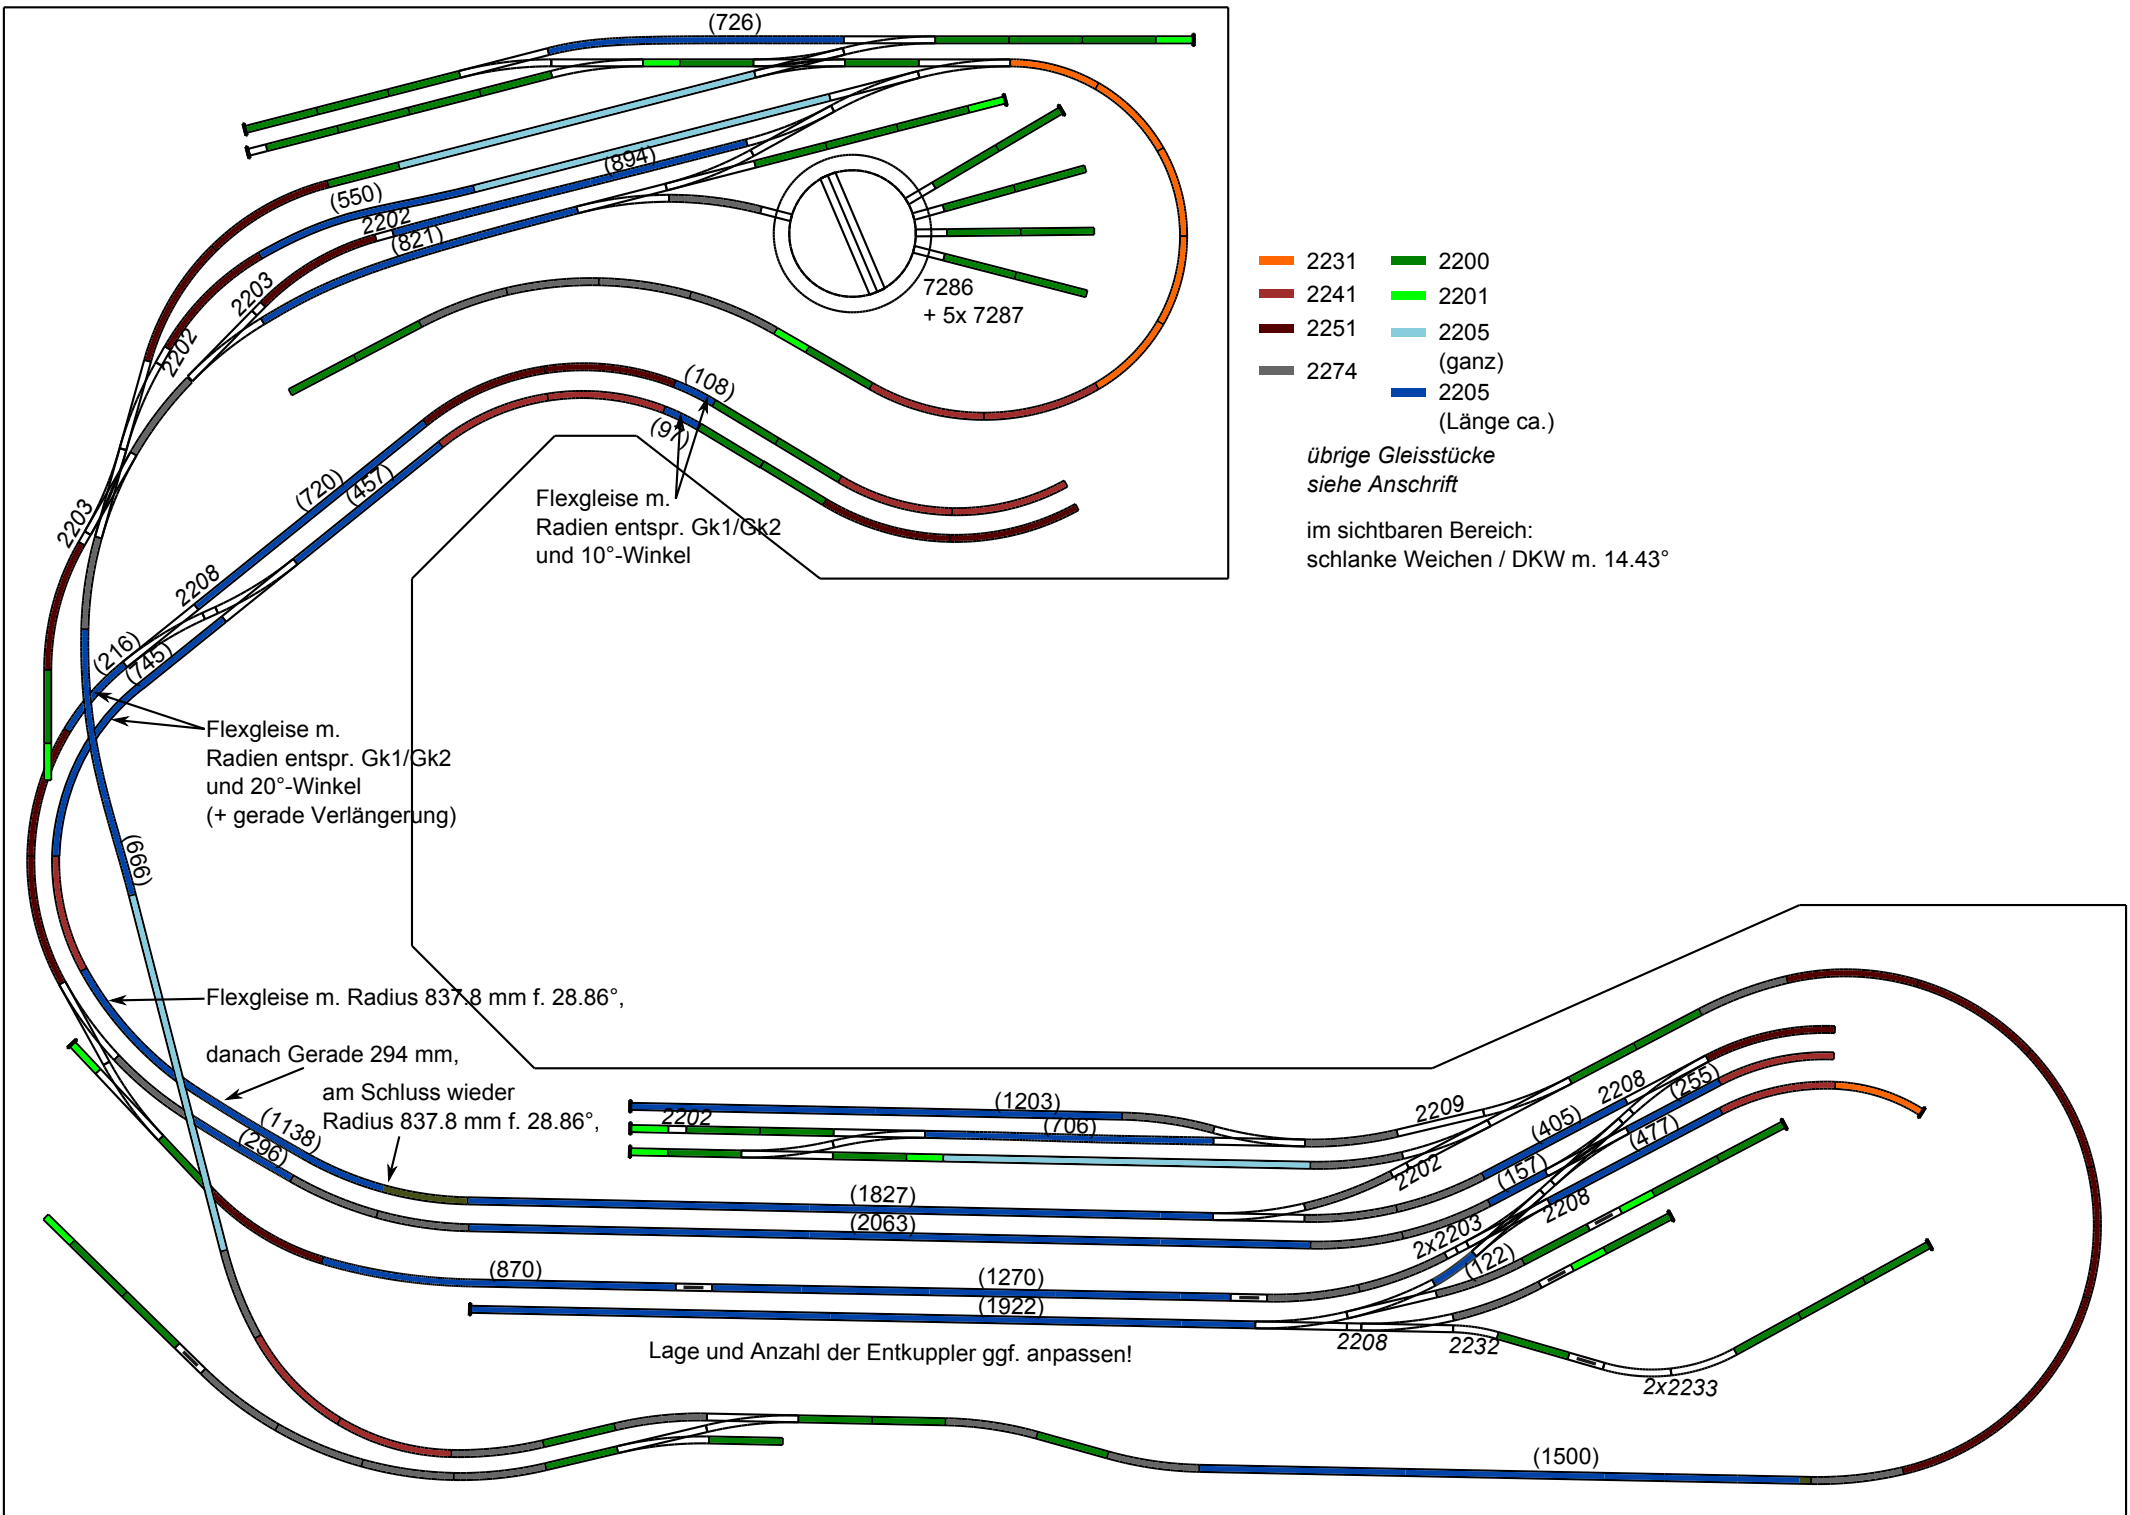 (726)
(894)
(550)
2202
(821)
2203
2202
7286
+ 5x 7287
2231
2241
2251
2274
2200
2201
2205
(ganz)
2205
(Länge ca.)
übrige Gleisstücke
siehe Anschrift
im sichtbaren Bereich:
schlanke Weichen / DKW m. 14.43°
(108)
(97)
Flexgleise m.
Radien entspr. Gk1/Gk2
und 10°-Winkel
(720)
(457)
2203
2208
(216)
(745)
Flexgleise m.
Radien entspr. Gk1/Gk2
und 20°-Winkel
(+ gerade Verlängerung)
(666)
Flexgleise m. Radius 837.8 mm f. 28.86°,
danach Gerade 294 mm,
am Schluss wieder
Radius 837.8 mm f. 28.86°,
(1138)
(296)
(1203)
2202
(706)
2209
2208
(255)
(405)
(477)
2202
(157)
(1827)
(2063)
2208
2x2203
(122)
(870)
(1270)
(1922)
2208
2232
2x2233
Lage und Anzahl der Entkuppler ggf. anpassen!
(1500)